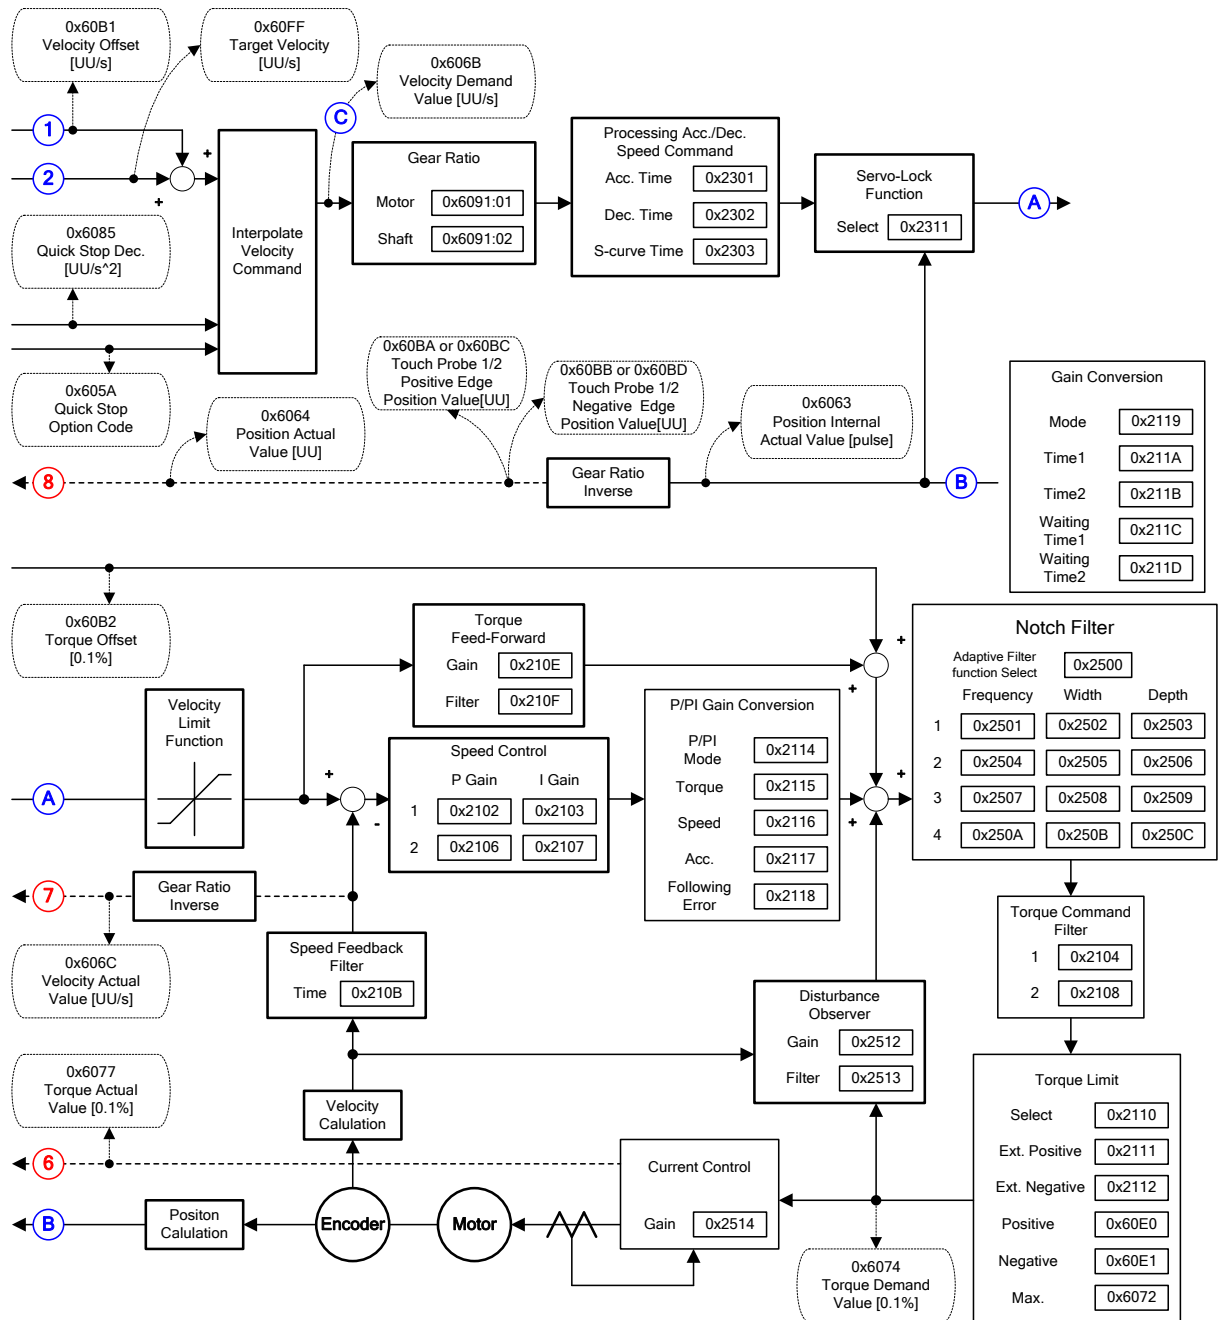 0x60B1
Velocity Offset
[UU/s]
0x60FF
Target Velocity
[UU/s]
0x606B
Velocity Demand
Value [UU/s]
1
C
2
+
+
Interpolate
Velocity
Command
Gear Ratio
Motor 0x6091:01
Shaft 0x6091:02
Processing Acc./Dec.
Speed Command
Acc. Time 0x2301
Dec. Time 0x2302
S-curve Time 0x2303
Servo-Lock
Function
Select 0x2311
A
0x6085
Quick Stop Dec.
[UU/s^2]
0x605A
Quick Stop
Option Code
0x6064
Position Actual
Value [UU]
0x60BA or 0x60BC
Touch Probe 1/2
Positive Edge
Position Value[UU]
0x60BB or 0x60BD
Touch Probe 1/2
Negative Edge
Position Value[UU]
0x6063
Position Internal
Actual Value [pulse]
8
Gear Ratio
Inverse
B
Gain Conversion
Mode 0x2119
Time1 0x211A
Time2 0x211B
Waiting
Time1 0x211C
Waiting
Time2 0x211D
0x60B2
Torque Offset
[0.1%]
Torque
Feed-Forward
Gain 0x210E
Filter 0x210F
+
+
Notch Filter
Adaptive Filter
function Select 0x2500
Frequency Width Depth
1 0x2501 0x2502 0x2503
2 0x2504 0x2505 0x2506
3 0x2507 0x2508 0x2509
4 0x250A 0x250B 0x250C
Velocity
Limit
Function
A
+
-
Speed Control
P Gain I Gain
1 0x2102 0x2103
2 0x2106 0x2107
P/PI Gain Conversion
P/PI
Mode 0x2114
Torque 0x2115
Speed 0x2116
Acc. 0x2117
Following
Error 0x2118
+
+
7
Gear Ratio
Inverse
0x606C
Velocity Actual
Value [UU/s]
Speed Feedback
Filter
Time 0x210B
Torque Command
Filter
1 0x2104
2 0x2108
Disturbance
Observer
Gain 0x2512
Filter 0x2513
0x6077
Torque Actual
Value [0.1%]
Velocity
Calulation
6
Current Control
Gain 0x2514
Torque Limit
Select 0x2110
Ext. Positive 0x2111
Ext. Negative 0x2112
Positive 0x60E0
Negative 0x60E1
Max. 0x6072
B
Positon
Calulation
Encoder
Motor
0x6074
Torque Demand
Value [0.1%]